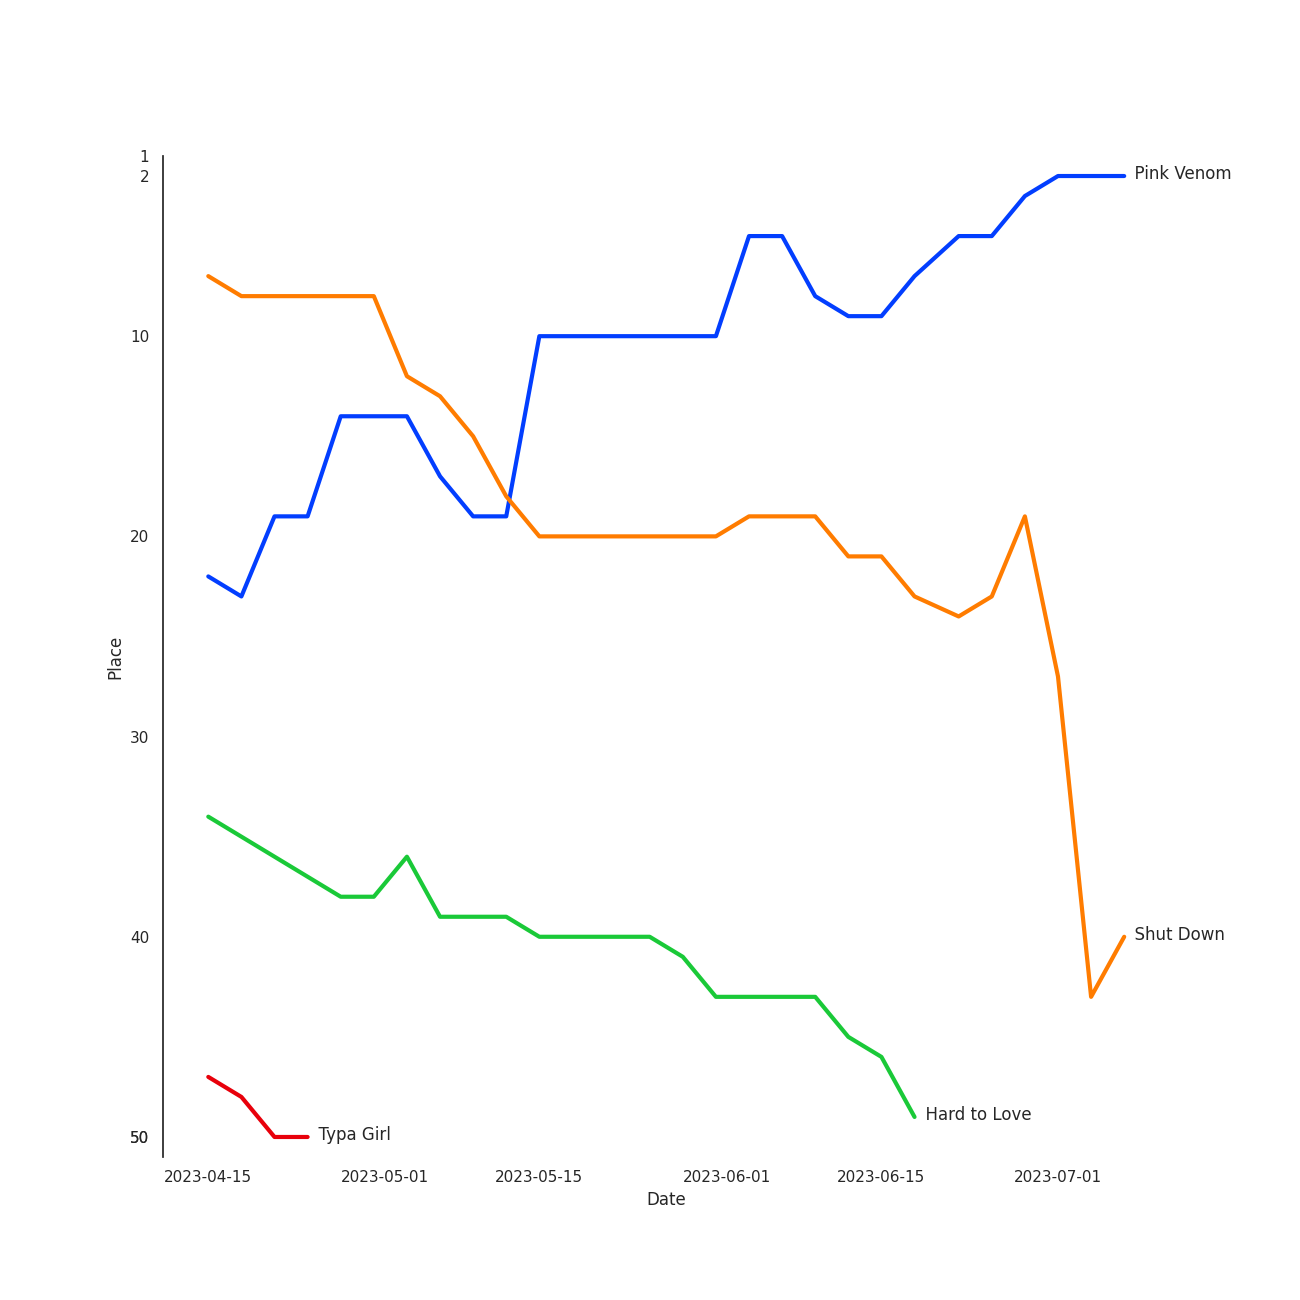 1
2
10
20
30
40
50
Place
Pink Venom
Shut Down
Hard to Love
Typa Girl
2023-04-15 2023-05-01 2023-05-15 2023-06-01 2023-06-15 2023-07-01
Date